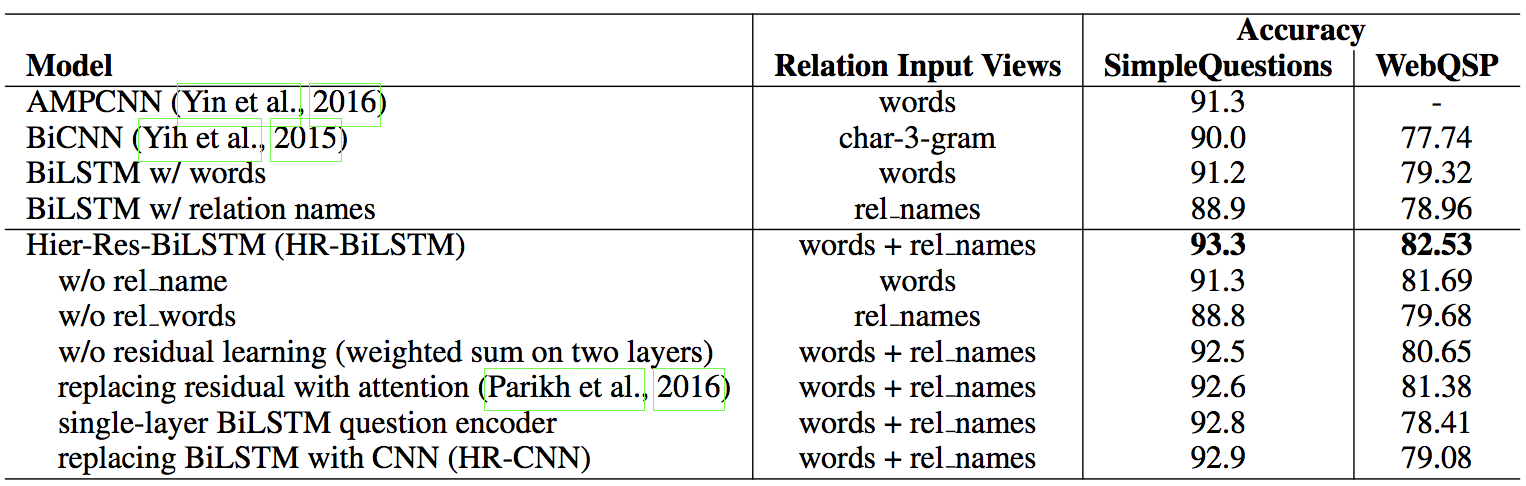 Accuracy
Model Relation Input Views SimpleQuestions WebQSP
AMPCNN (Yin et al., 2016) words 91.3 -
BiCNN (Yih et al., 2015) char-3-gram 90.0 77.74
BiLSTM w/ words words 91.2 79.32
BiLSTM w/ relation names rel_names 88.9 78.96
Hier-Res-BiLSTM (HR-BiLSTM) words + rel_names 93.3 82.53
w/o rel_name words 91.3 81.69
w/o rel_words rel_names 88.8 79.68
w/o residual learning (weighted sum on two layers) words + rel_names 92.5 80.65
replacing residual with attention (Parikh et al., 2016) words + rel_names 92.6 81.38
single-layer BiLSTM question encoder words + rel_names 92.8 78.41
replacing BiLSTM with CNN (HR-CNN) words + rel_names 92.9 79.08